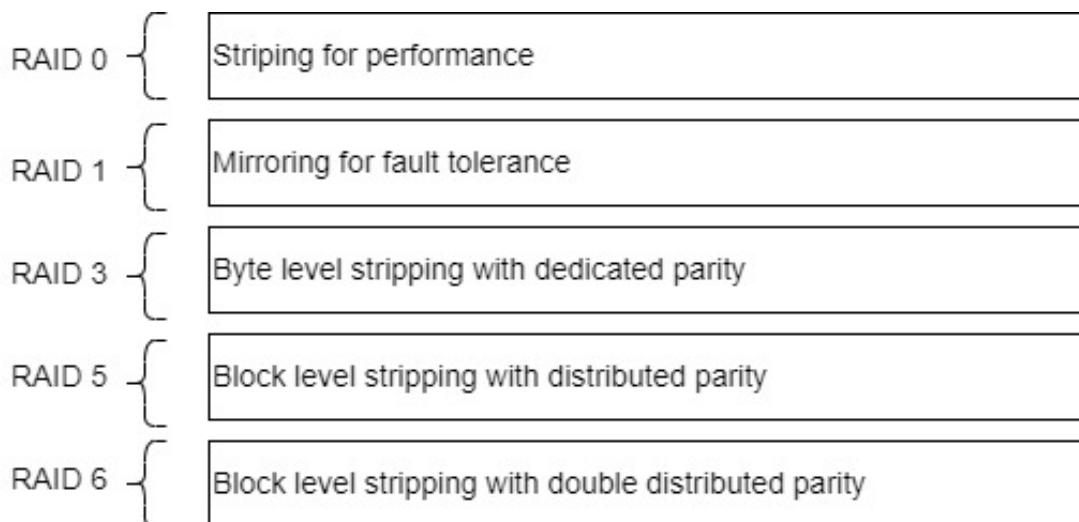 RAID 0 Striping for performance
RAID 1 Mirroring for fault tolerance
RAID 3 Byte level stripping with dedicated parity
RAID 5 Block level stripping with distributed parity
RAID 6 Block level stripping with double distributed parity